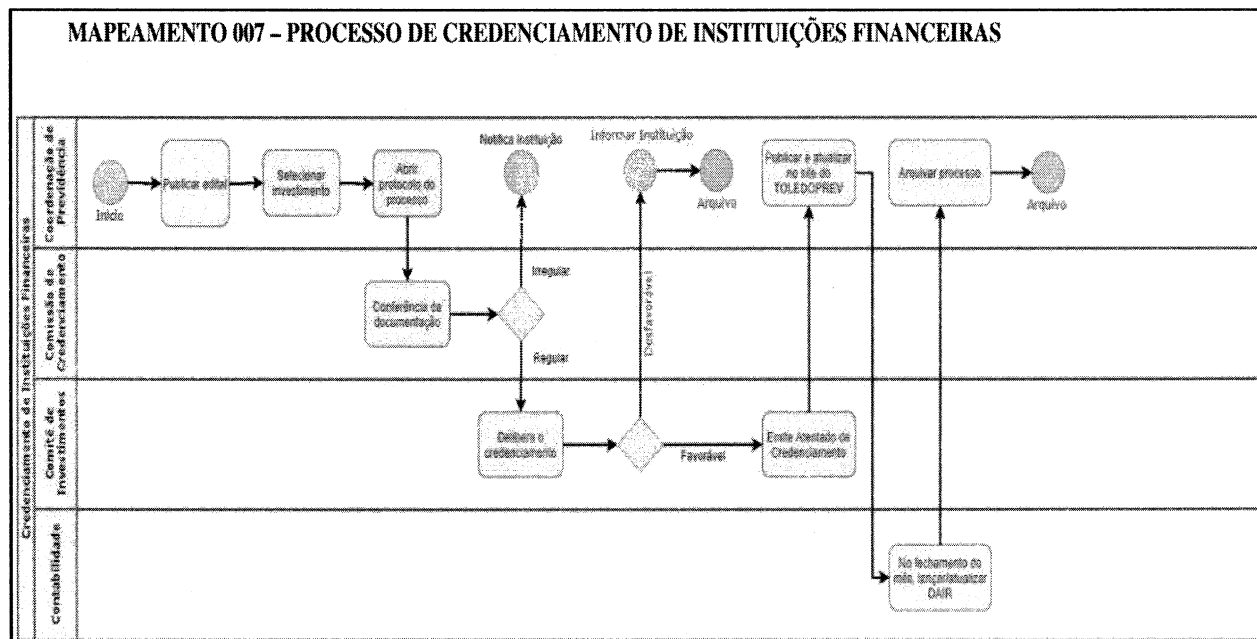 MAPEAMENTO 007 – PROCESSO DE CREDENCIAMENTO DE INSTITUIÇÕES FINANCEIRAS
Credenciamento de Instituições Financeiras
Coordenação de
Previdência
Início
Publicar edital
Selecionar
investimento
Abrir
protocolo do
processo
Notifica Instituição
Informar Instituição
Arquivo
Publicar e atualizar
no site do
TOLEDOPREV
Arquivar processo
Arquivo
Comissão de
Credenciamento
Conferência da
documentação
Irregular
Regular
Desfavorável
Comitê de
Investimentos
Delibera o
credenciamento
Favorável
Emite Atestado de
Credenciamento
Contabilidade
No fechamento do
mês, lançar/atualizar
DAIR